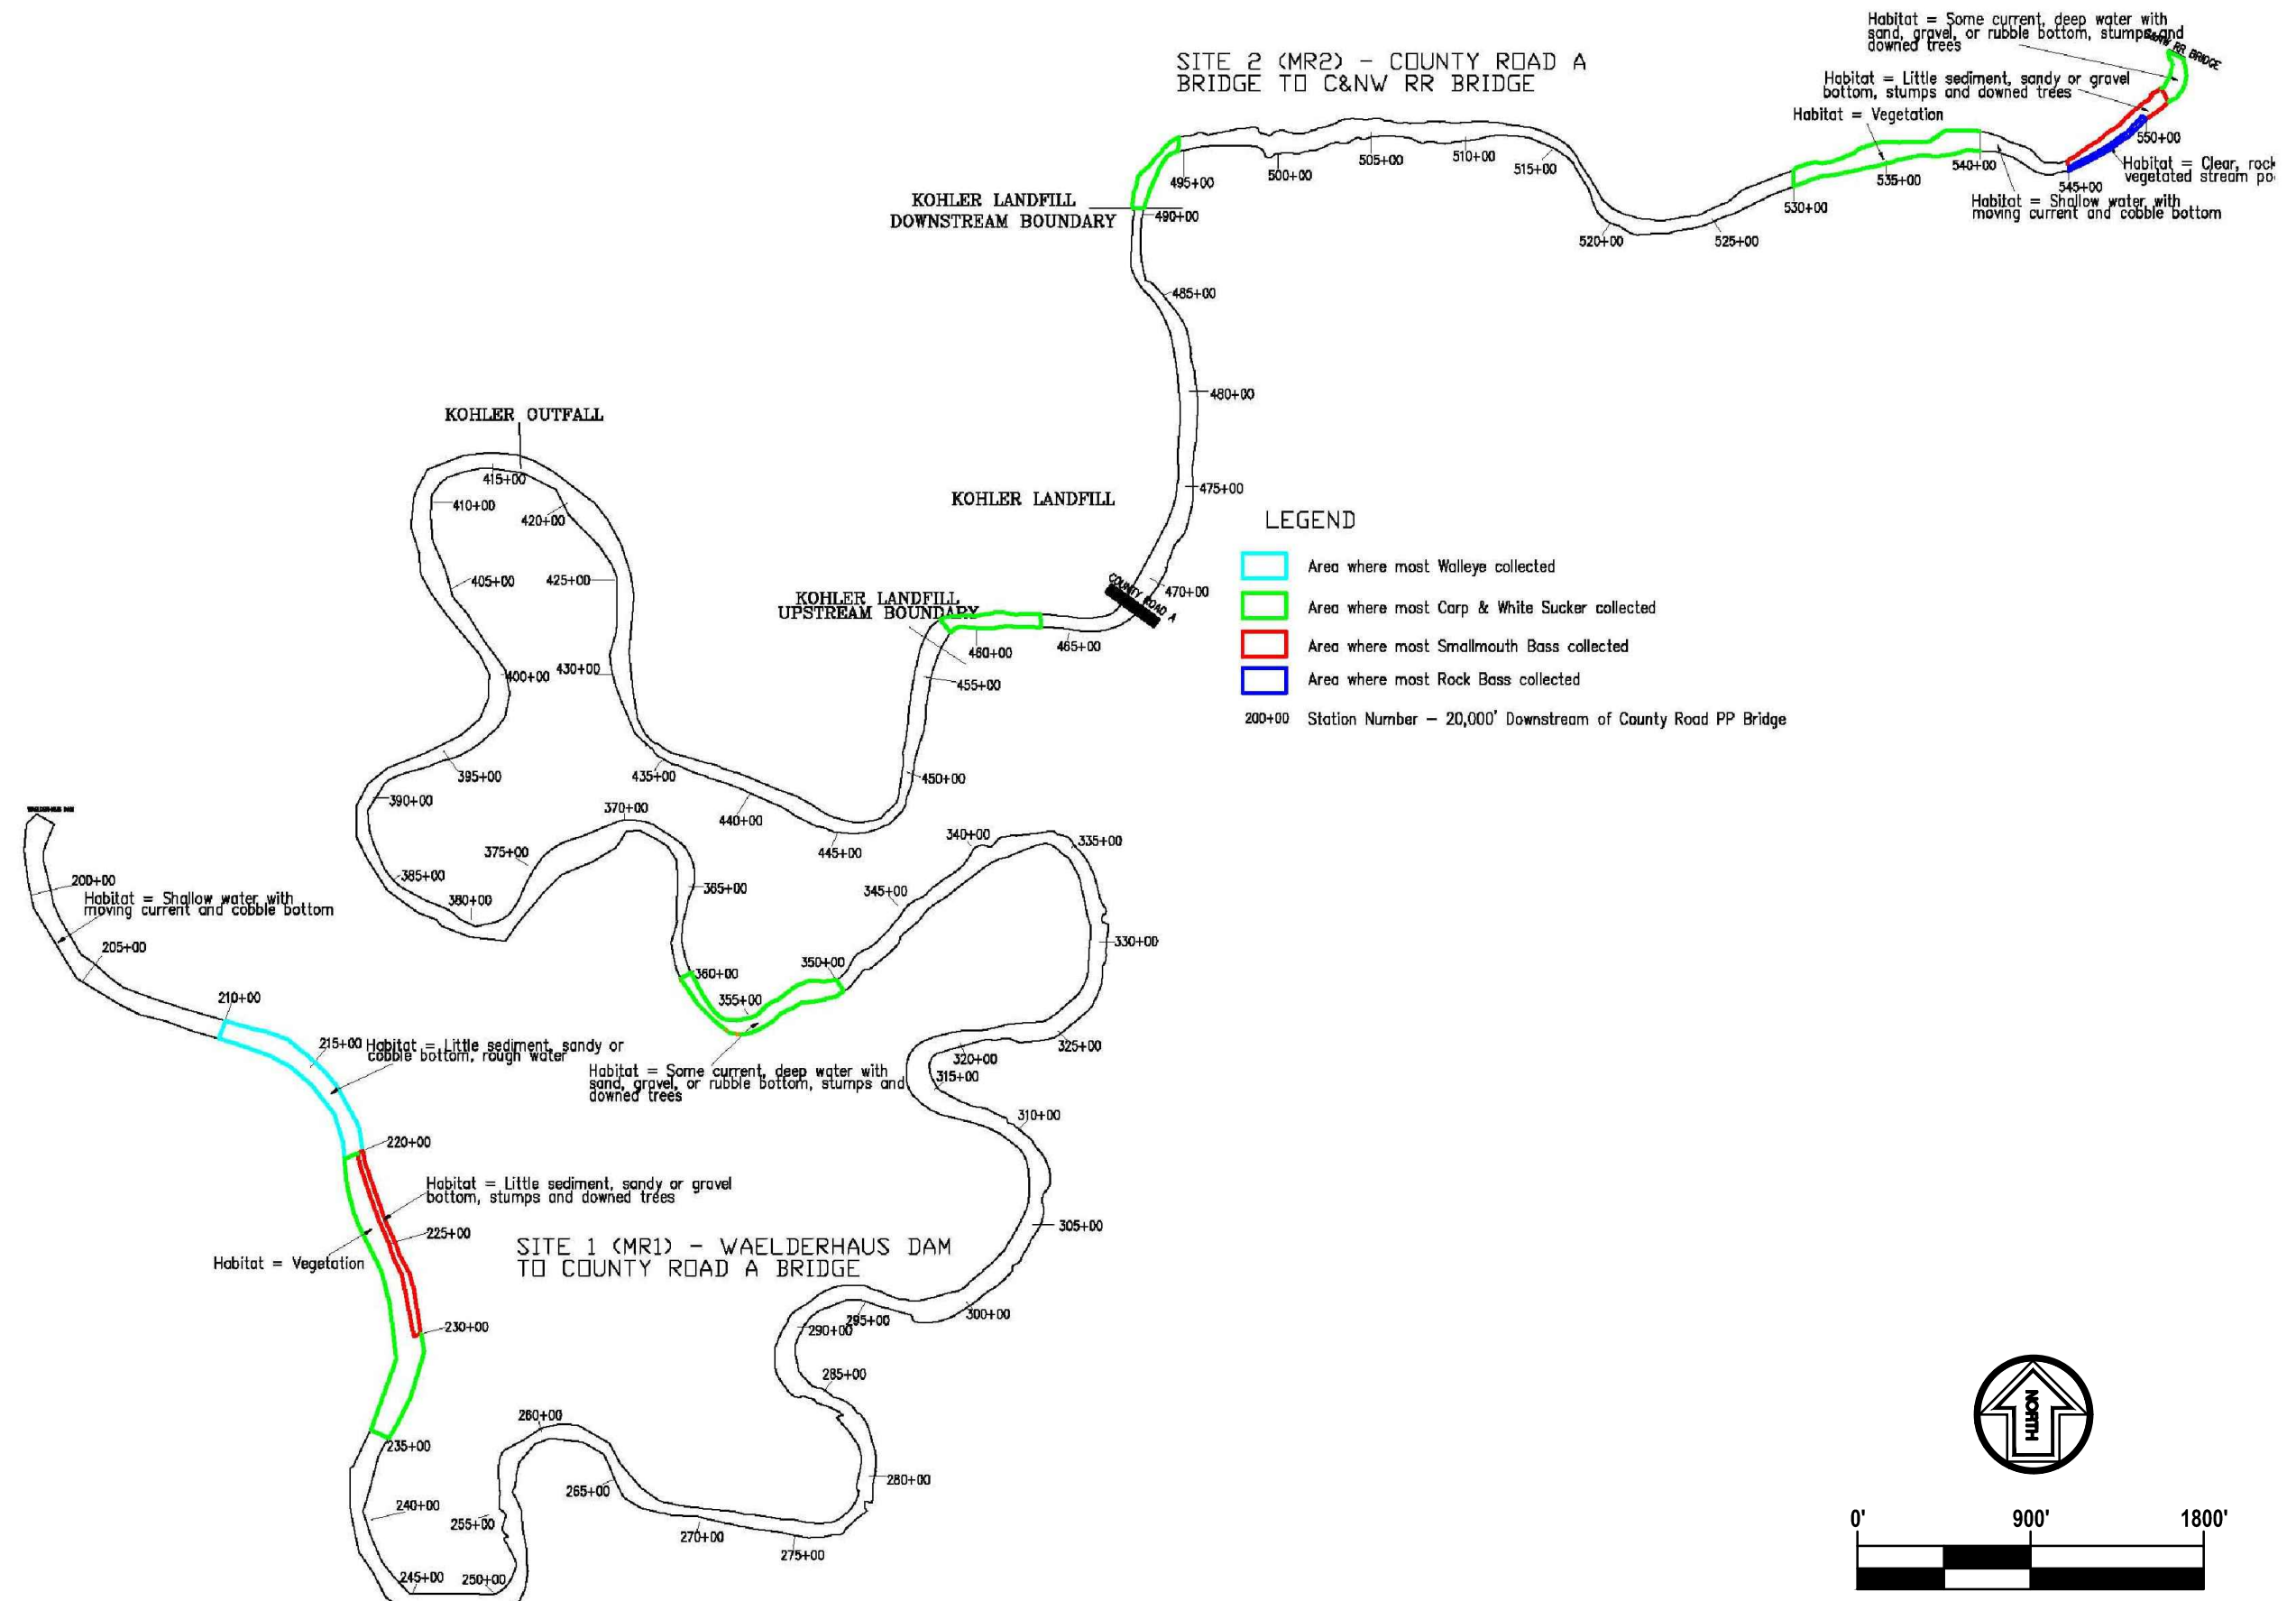 Habitat = Some current, deep water with
sand, gravel, or rubble bottom, stumps and
downed trees
C&NW RR BRIDGE
SITE 2 (MR2) - COUNTY ROAD A
BRIDGE TO C&NW RR BRIDGE
Habitat = Little sediment, sandy or gravel
bottom, stumps and downed trees
Habitat = Vegetation
550+00
Habitat = Clear,
vegetated stream
545+00
540+00
535+00
530+00
Habitat = Shallow water with
moving current and cobble bottom
525+00
520+00
515+00
510+00
505+00
500+00
495+00
KOHLER LANDFILL
DOWNSTREAM BOUNDARY
490+00
485+00
480+00
475+00
470+00
COUNTY ROAD A
KOHLER LANDFILL
KOHLER OUTFALL
415+00
410+00
420+00
405+00
425+00
400+00
430+00
KOHLER LANDFILL
UPSTREAM BOUNDARY
460+00
465+00
455+00
450+00
395+00
435+00
390+00
440+00
445+00
370+00
375+00
385+00
380+00
365+00
360+00
355+00
350+00
345+00
340+00
335+00
330+00
325+00
320+00
315+00
310+00
305+00
300+00
295+00
290+00
285+00
280+00
275+00
270+00
265+00
260+00
255+00
250+00
245+00
240+00
235+00
230+00
225+00
220+00
215+00
210+00
205+00
200+00
WAELDERHAUS DAM
Habitat = Shallow water with
moving current and cobble bottom
Habitat = Little sediment, sandy or
cobble bottom, rough water
Habitat = Some current, deep water with
sand, gravel, or rubble bottom, stumps and
downed trees
Habitat = Little sediment, sandy or gravel
bottom, stumps and downed trees
Habitat = Vegetation
SITE 1 (MR1) - WAELDERHAUS DAM
TO COUNTY ROAD A BRIDGE
LEGEND
Area where most Walleye collected
Area where most Carp & White Sucker collected
Area where most Smallmouth Bass collected
Area where most Rock Bass collected
200+00 Station Number - 20,000' Downstream of County Road PP Bridge
NORTH
0' 900' 1800'